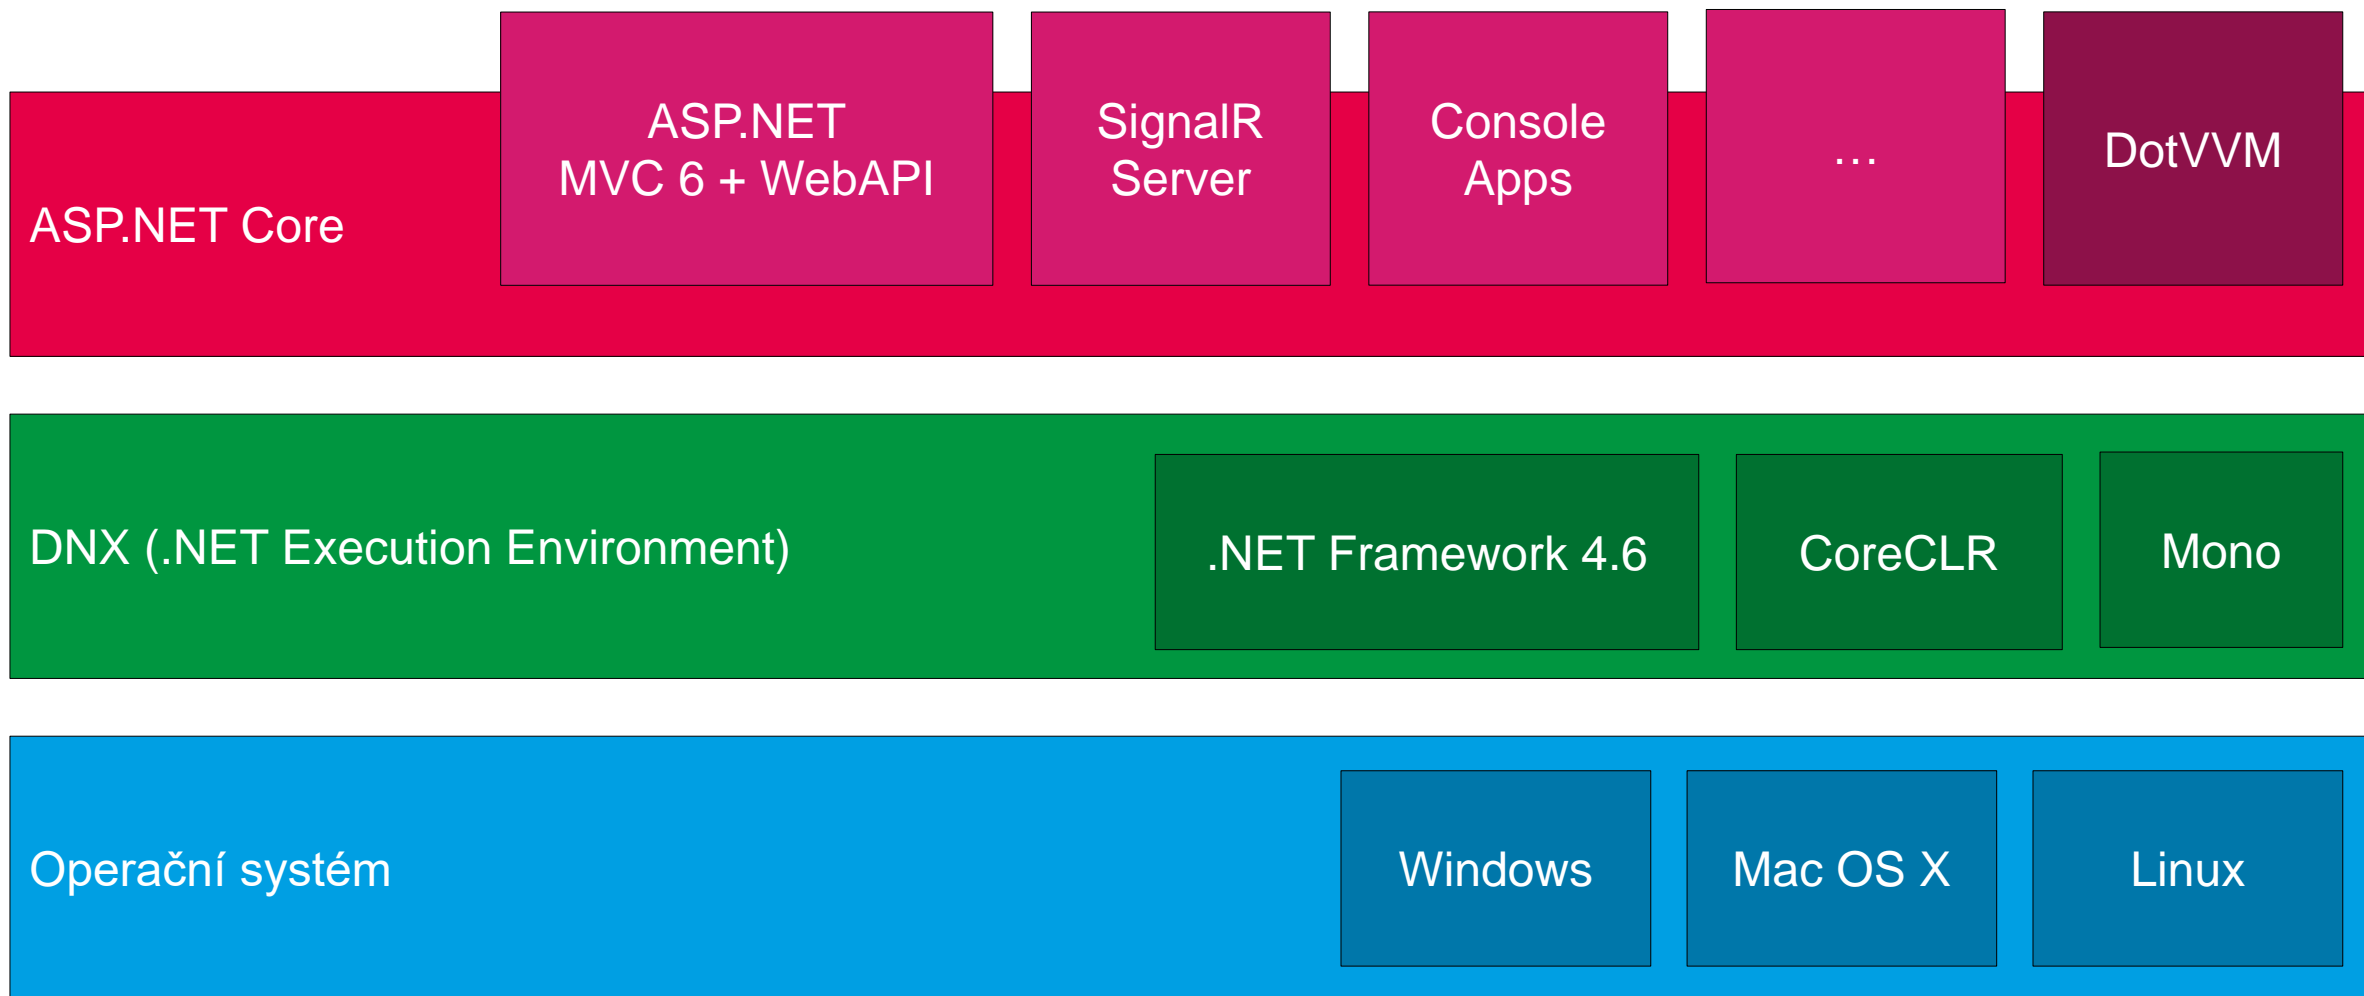 ASP.NET
MVC 6 + WebAPI
SignalR
Server
Console
Apps
…
DotVVM
ASP.NET Core
DNX (.NET Execution Environment)
.NET Framework 4.6
CoreCLR
Mono
Operační systém
Windows
Mac OS X
Linux